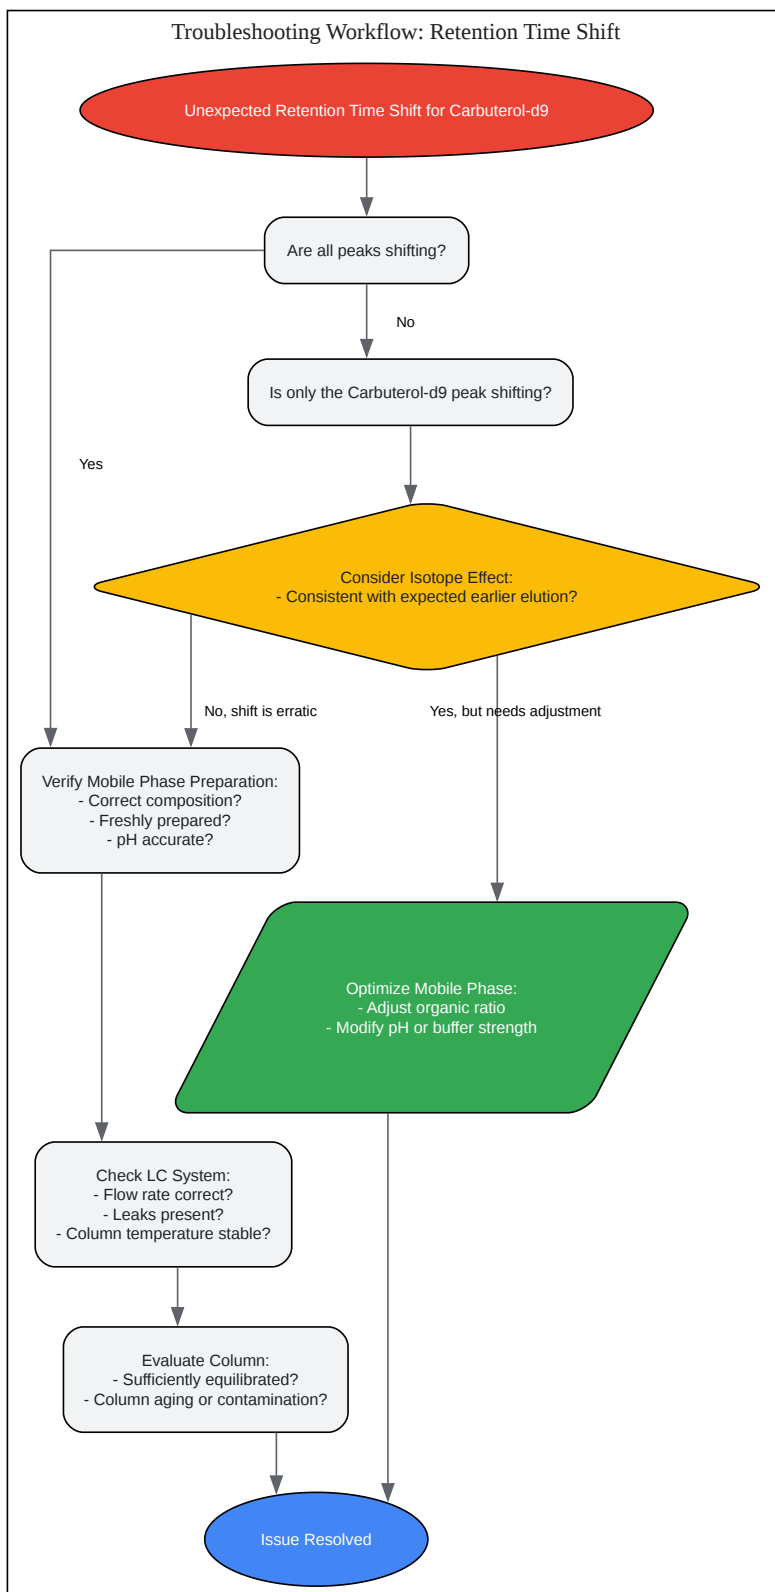 Troubleshooting Workflow: Retention Time Shift
Unexpected Retention Time Shift for Carbuterol-d9
Are all peaks shifting?
No
Is only the Carbuterol-d9 peak shifting?
Yes
Consider Isotope Effect:
- Consistent with expected earlier elution?
No, shift is erratic
Yes, but needs adjustment
Verify Mobile Phase Preparation:
- Correct composition?
- Freshly prepared?
- pH accurate?
Optimize Mobile Phase:
- Adjust organic ratio
- Modify pH or buffer strength
Check LC System:
- Flow rate correct?
- Leaks present?
- Column temperature stable?
Evaluate Column:
- Sufficiently equilibrated?
- Column aging or contamination?
Issue Resolved